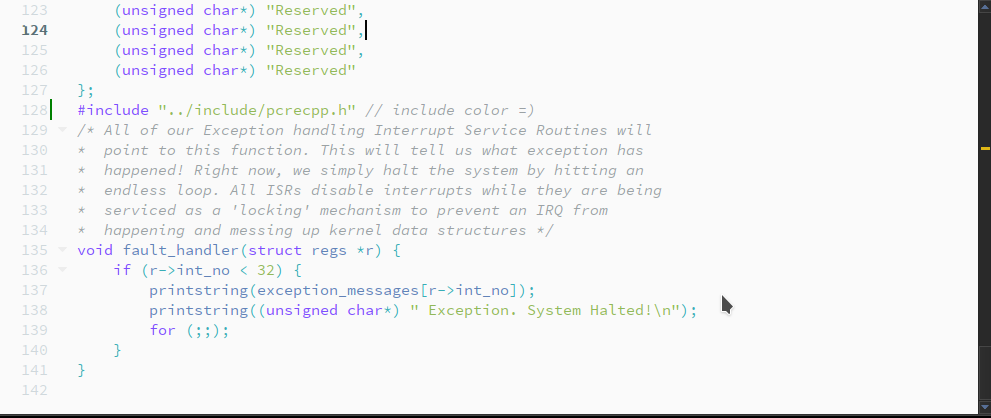 123 (unsigned char*) "Reserved",
124 (unsigned char*) "Reserved",
125 (unsigned char*) "Reserved",
126 (unsigned char*) "Reserved"
127 };
128 #include "../include/pcrecpp.h" // include color =)
129 /* All of our Exception handling Interrupt Service Routines will
130 *  point to this function. This will tell us what exception has
131 *  happened! Right now, we simply halt the system by hitting an
132 *  endless loop. All ISRs disable interrupts while they are being
133 *  serviced as a 'locking' mechanism to prevent an IRQ from
134 *  happening and messing up kernel data structures */
135 void fault_handler(struct regs *r) {
136     if (r->int_no < 32) {
137         printstring(exception_messages[r->int_no]);
138         printstring((unsigned char*) " Exception. System Halted!\n");
139         for (;;);
140     }
141 }
142